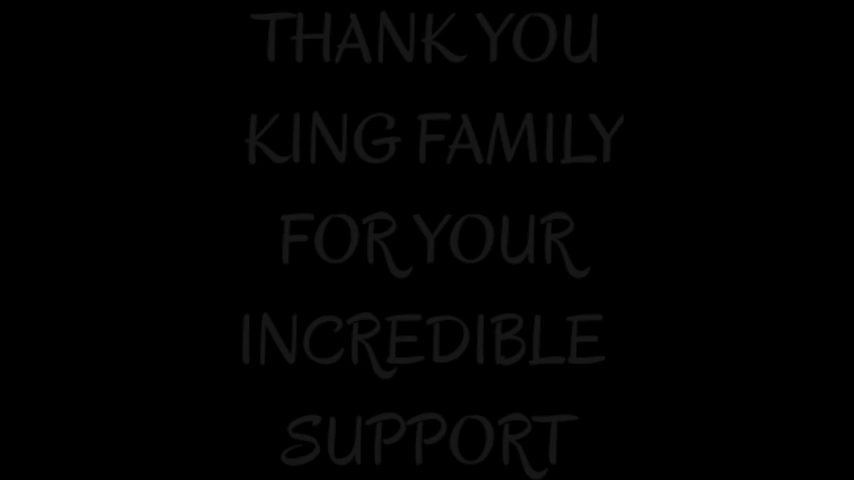 THANK YOU
KING FAMILY
FOR YOUR
INCREDIBLE
SUPPORT